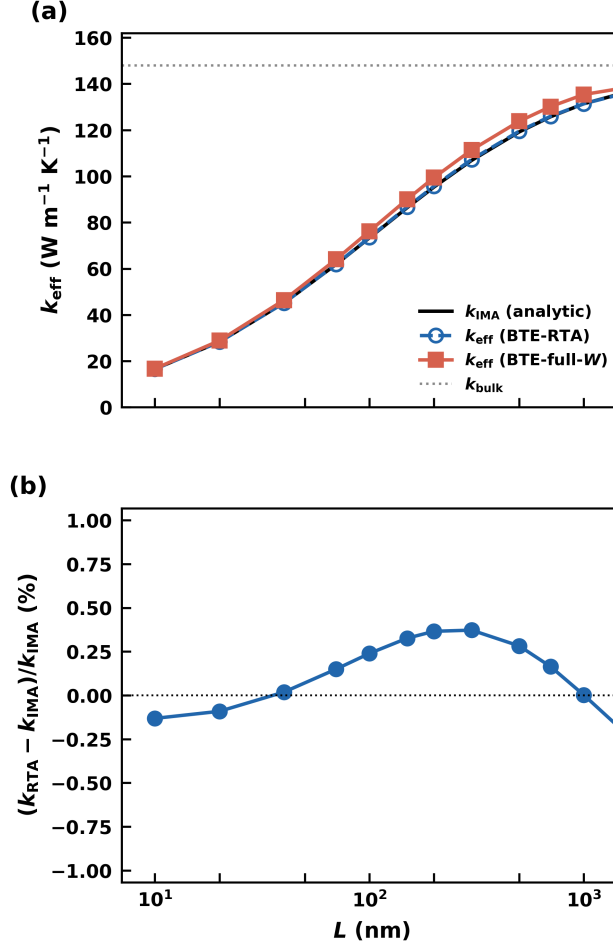 (a)
160
140
120
100
80
60
40
20
0
k_eff (W m⁻¹ K⁻¹)
k_IMA (analytic)
k_eff (BTE-RTA)
k_eff (BTE-full-W)
k_bulk
(b)
1.00
0.75
0.50
0.25
0.00
−0.25
−0.50
−0.75
−1.00
(k_RTA − k_IMA)/k_IMA (%)
10¹ 10² 10³
L (nm)